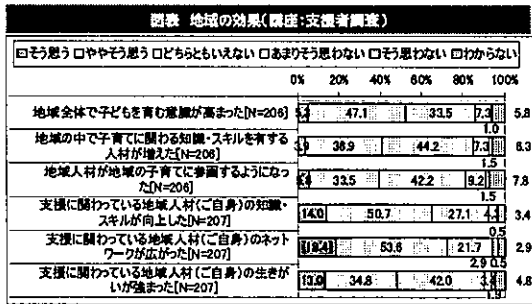 図表 地域の効果(講座:支援者調査)
そう思う ややそう思う どちらともいえない あまりそう思わない そう思わない わからない
0% 20% 40% 60% 80% 100%
地域全体で子どもを育む意識が高まった[N=206]
47.1 33.5 7.3 5.8
1.0
地域の中で子育てに関わる知識・スキルを有する
人材が増えた[N=206]
3.9 36.9 44.2 7.3 6.3
1.5
地域人材が地域の子育てに参画するようになっ
た[N=206]
33.5 42.2 9.2 7.8
1.5
支援に関わっている地域人材(ご自身)の知識・
スキルが向上した[N=207]
14.0 50.7 27.1 3.4
0.5
支援に関わっている地域人材(ご自身)のネット
ワークが広がった[N=207]
18.4 53.6 21.7 2.9
2.9 0.5
支援に関わっている地域人材(ご自身)の生きが
いが強まった[N=207]
13.0 34.8 42.0 4.8
1.9